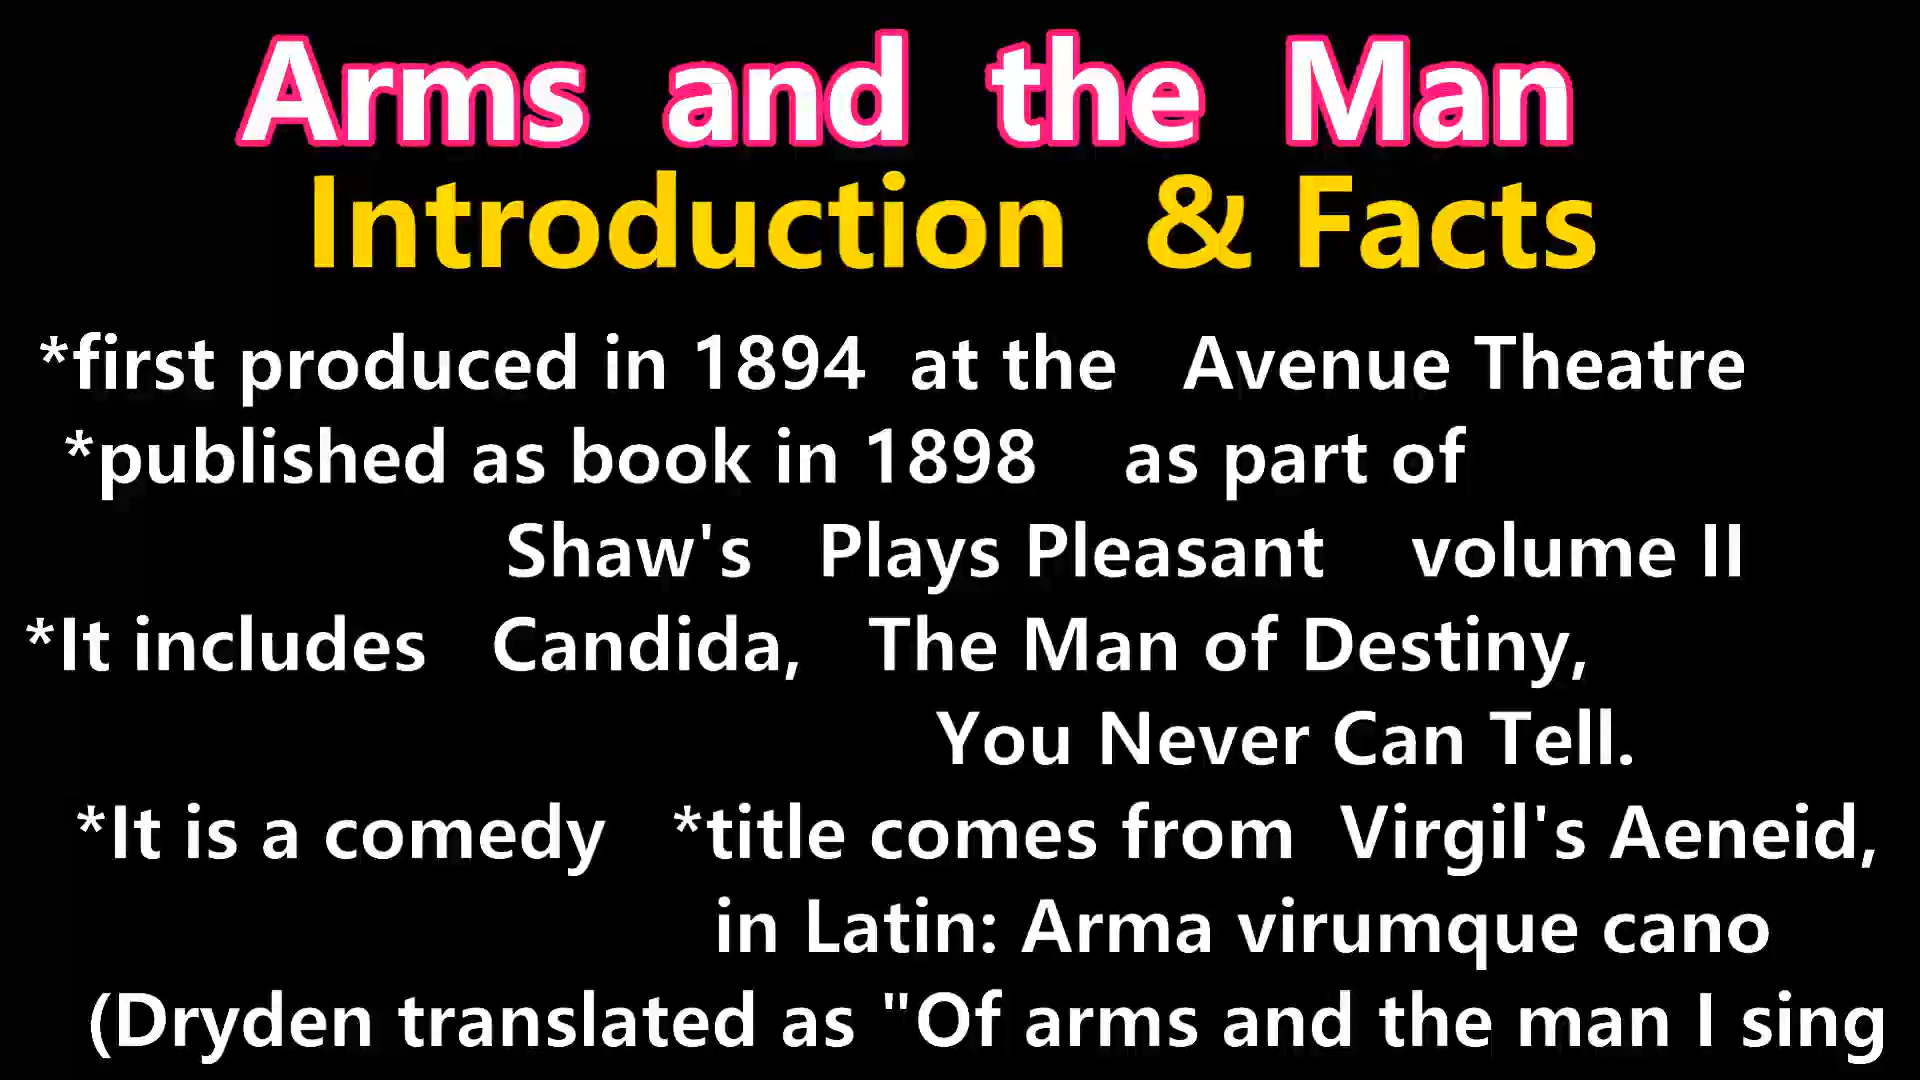 Arms and the Man
Introduction & Facts
*first produced in 1894 at the Avenue Theatre
*published as book in 1898 as part of
Shaw's Plays Pleasant volume II
*It includes Candida, The Man of Destiny,
You Never Can Tell.
*It is a comedy *title comes from Virgil's Aeneid,
in Latin: Arma virumque cano
(Dryden translated as "Of arms and the man I sing